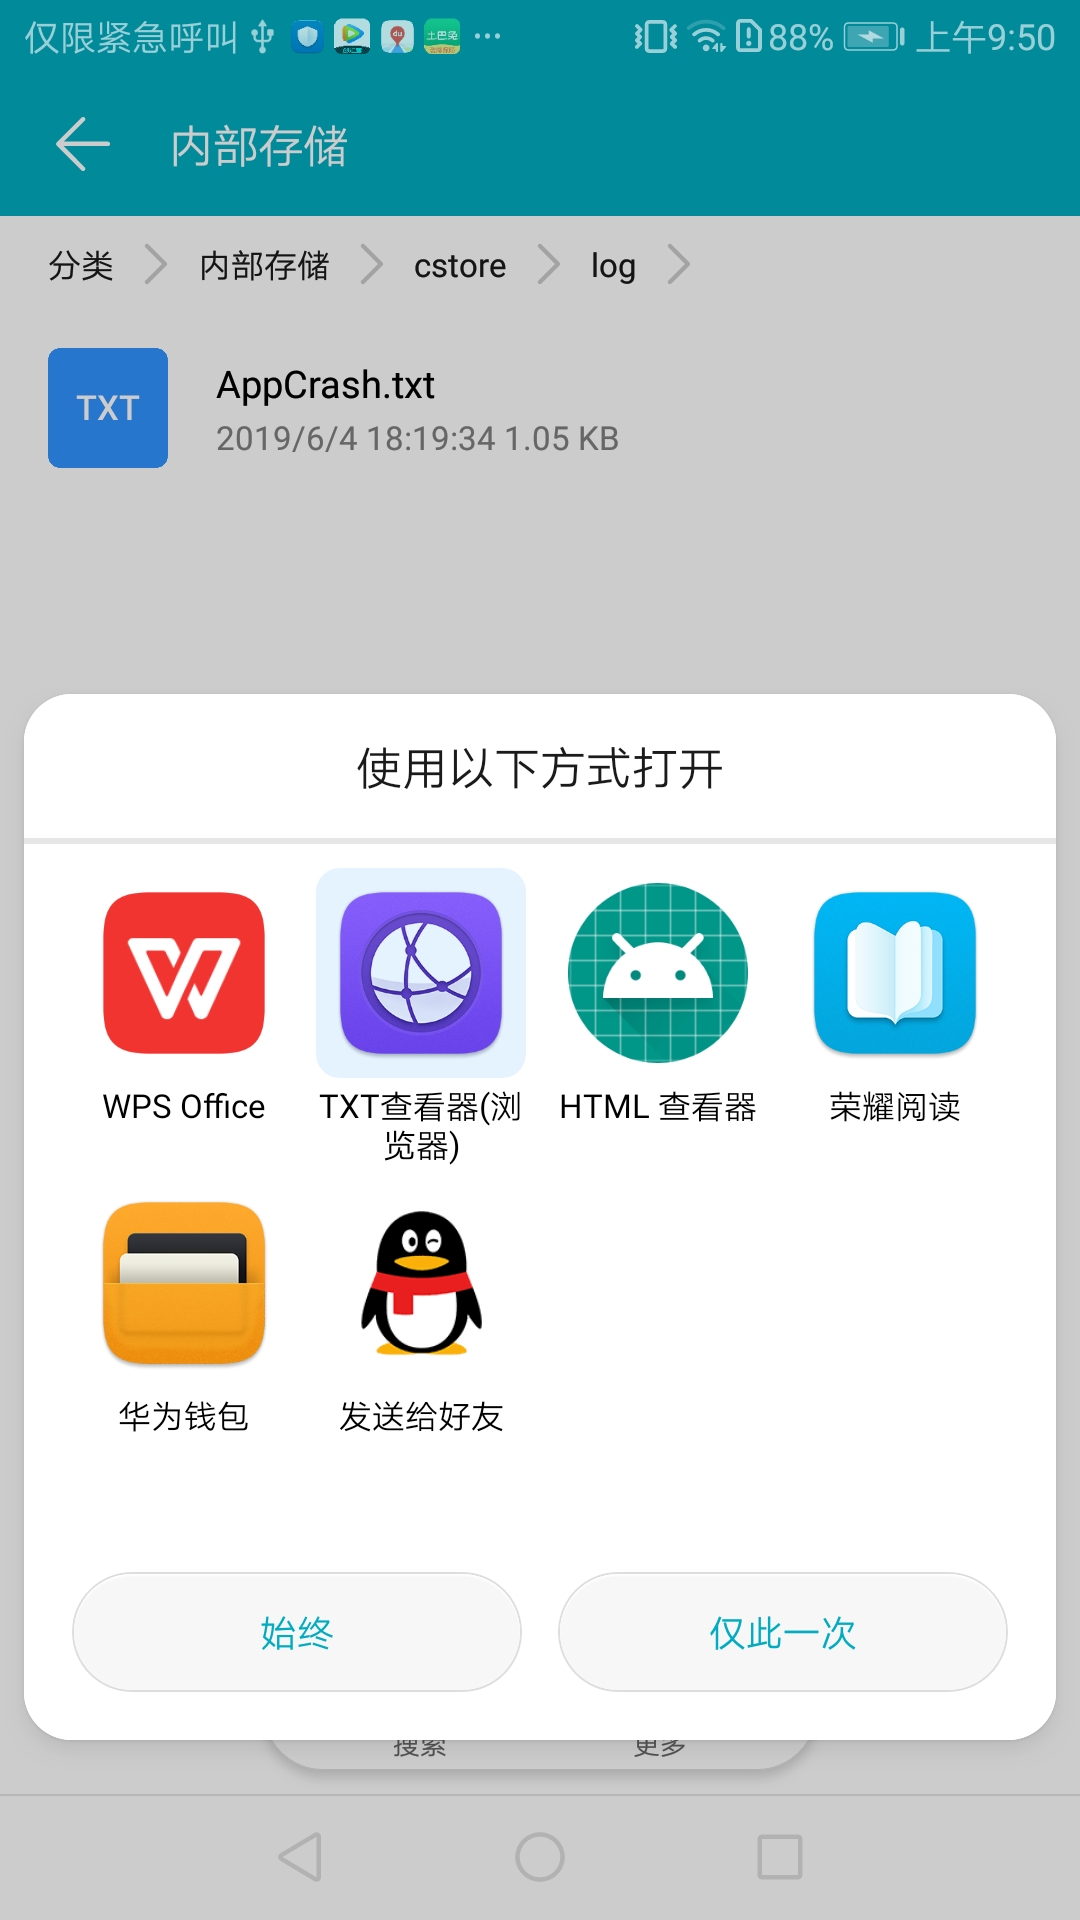 仅限紧急呼叫 88% 上午9:50
内部存储
分类 内部存储 cstore log
TXT
AppCrash.txt
2019/6/4 18:19:34 1.05 KB
使用以下方式打开
WPS Office TXT查看器(浏览器) HTML 查看器 荣耀阅读
华为钱包 发送给好友
始终 仅此一次
搜索 更多